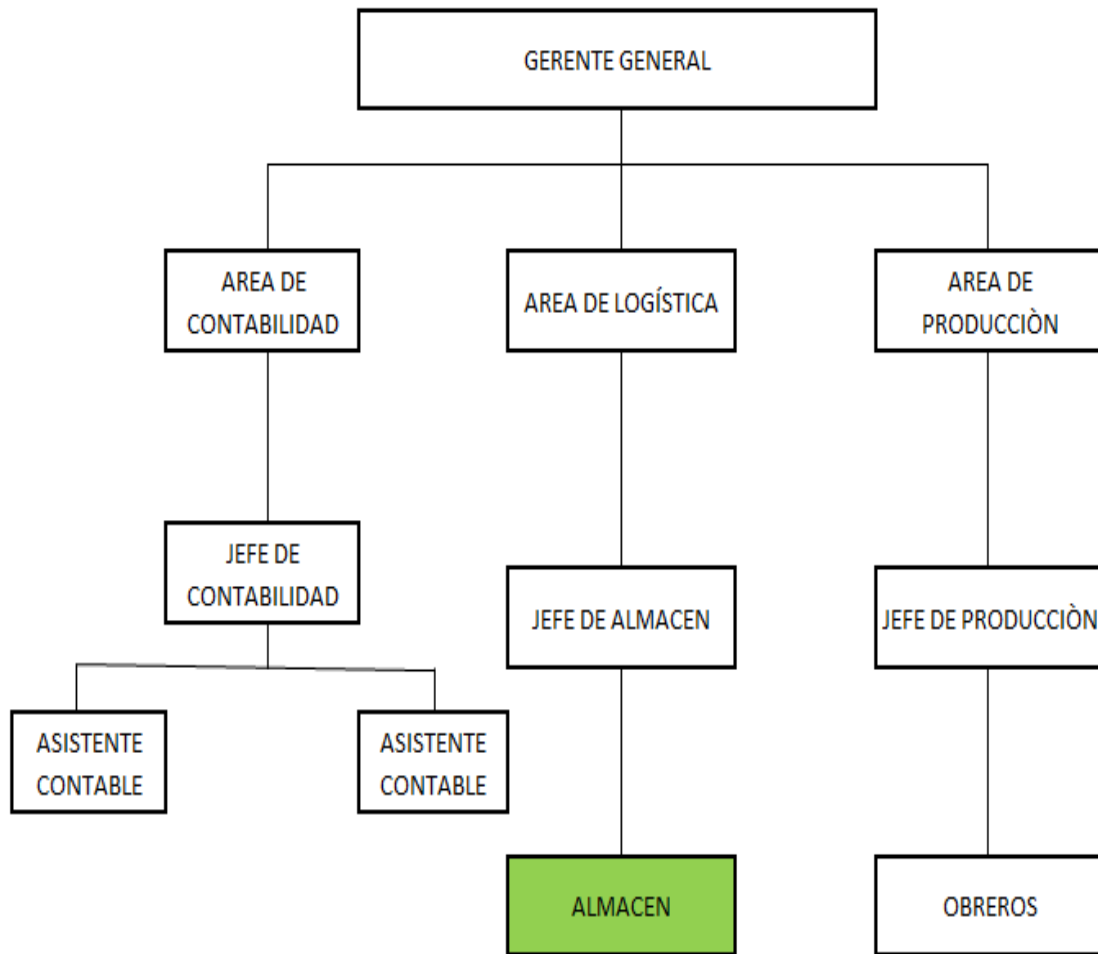 GERENTE GENERAL
AREA DE
CONTABILIDAD
AREA DE LOGÍSTICA
AREA DE
PRODUCCIÒN
JEFE DE
CONTABILIDAD
JEFE DE ALMACEN
JEFE DE PRODUCCIÒN
ASISTENTE
CONTABLE
ASISTENTE
CONTABLE
ALMACEN
OBREROS